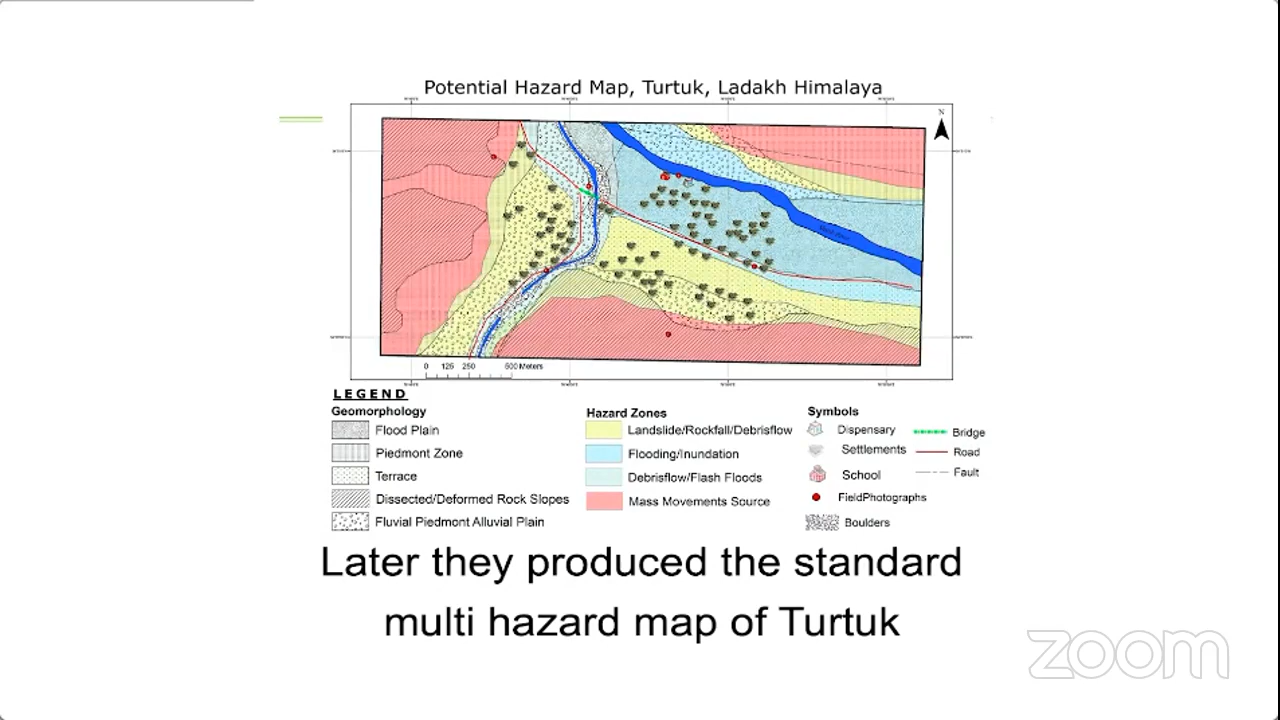 Potential Hazard Map, Turtuk, Ladakh Himalaya
N
0 125 250 500 Meters
LEGEND
Geomorphology
Flood Plain
Piedmont Zone
Terrace
Dissected/Deformed Rock Slopes
Fluvial Piedmont Alluvial Plain
Hazard Zones
Landslide/Rockfall/Debrisflow
Flooding/Inundation
Debrisflow/Flash Floods
Mass Movements Source
Symbols
Dispensary
Settlements
School
FieldPhotographs
Boulders
Bridge
Road
Fault
Later they produced the standard
multi hazard map of Turtuk
zoom